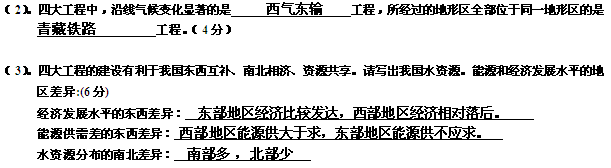 （2）。四大工程中，沿线气候变化显著的是 西气东输 工程，所经过的地形区全部位于同一地形区的是
青藏铁路 工程。（4分）
（3）。四大工程的建设有利于我国东西互补、南北相济、资源共享。请写出我国水资源。能源和经济发展水平的地
区差异:(6分)
经济发展水平的东西差异： 东部地区经济比较发达，西部地区经济相对落后。
能源供需差的东西差异：西部地区能源供大于求，东部地区能源供不应求。
水资源分布的南北差异： 南部多 ，北部少